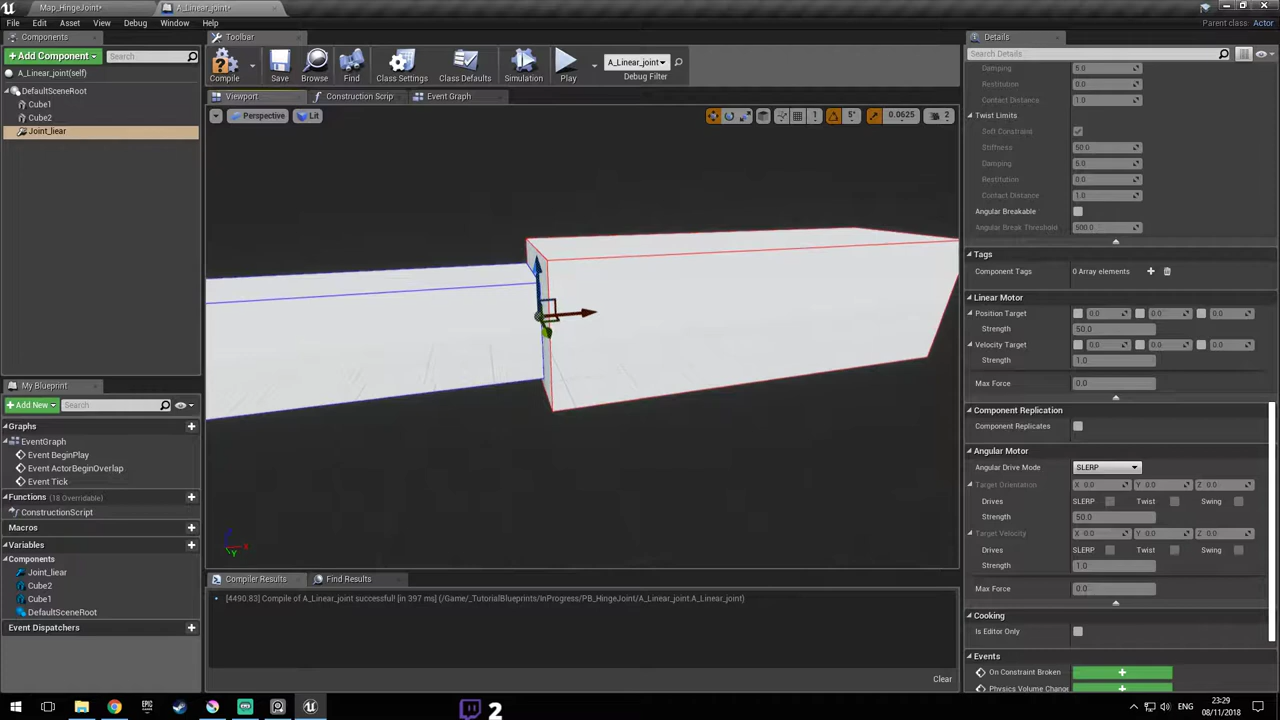 Map_HingeJoint*
A_Linear_joint*
File Edit Asset View Debug Window Help
Parent class: Actor
Components
+ Add Component
Search
A_Linear_joint(self)
DefaultSceneRoot
Cube1
Cube2
Joint_liear
My Blueprint
+ Add New
Search
Graphs
EventGraph
Event BeginPlay
Event ActorBeginOverlap
Event Tick
Functions (18 Overridable)
ConstructionScript
Macros
Variables
Components
Joint_liear
Cube2
Cube1
DefaultSceneRoot
Event Dispatchers
Toolbar
Compile
Save
Browse
Find
Class Settings
Class Defaults
Simulation
Play
A_Linear_joint
Debug Filter
Viewport
Construction Scrip
Event Graph
Perspective
Lit
1
5°
0.0625
2
X
Y
Z
Compiler Results
Find Results
[4490.83] Compile of A_Linear_joint successful! [in 397 ms] (/Game/_TutorialBlueprints/InProgress/PB_HingeJoint/A_Linear_joint.A_Linear_joint)
Clear
Details
Search Details
Damping 5.0
Restitution 0.0
Contact Distance 1.0
Twist Limits
Soft Constraint
Stiffness 50.0
Damping 5.0
Restitution 0.0
Contact Distance 1.0
Angular Breakable
Angular Break Threshold 500.0
Tags
Component Tags 0 Array elements
Linear Motor
Position Target 0.0 0.0 0.0
Strength 50.0
Velocity Target 0.0 0.0 0.0
Strength 1.0
Max Force 0.0
Component Replication
Component Replicates
Angular Motor
Angular Drive Mode SLERP
Target Orientation X 0.0 Y 0.0 Z 0.0
Drives SLERP Twist Swing
Strength 50.0
Target Velocity X 0.0 Y 0.0 Z 0.0
Drives SLERP Twist Swing
Strength 1.0
Max Force 0.0
Cooking
Is Editor Only
Events
On Constraint Broken
Physics Volume Change
EPIC
2
ENG
23:29
08/11/2018